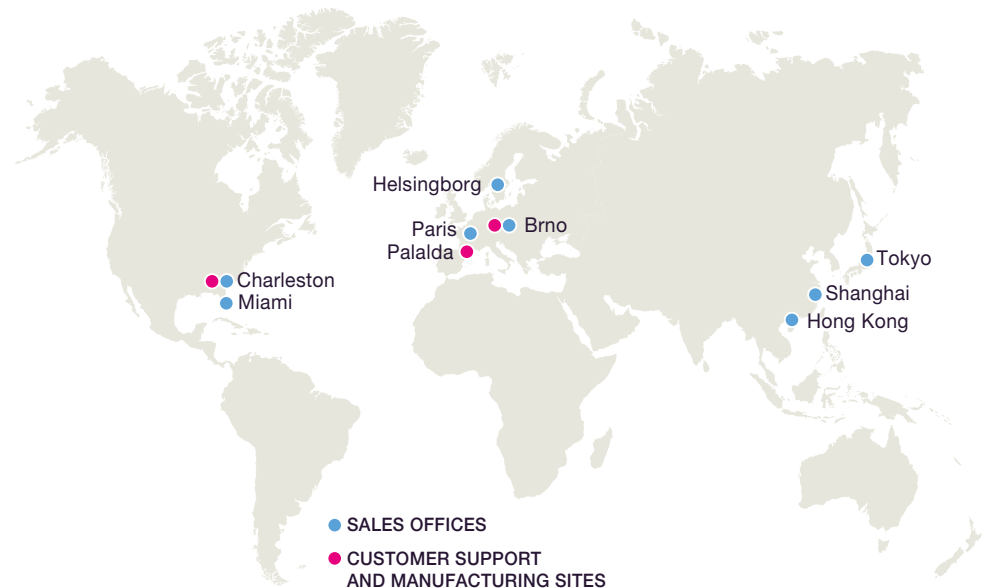 Helsingborg
Paris
Brno
Palalda
Tokyo
Charleston
Shanghai
Miami
Hong Kong
SALES OFFICES
CUSTOMER SUPPORT
AND MANUFACTURING SITES